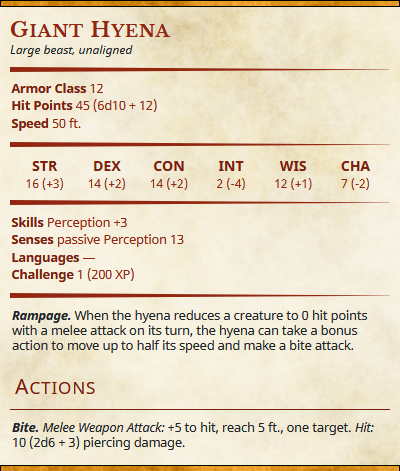 Giant Hyena
Large beast, unaligned
Armor Class 12
Hit Points 45 (6d10 + 12)
Speed 50 ft.
STR DEX CON INT WIS CHA
16 (+3) 14 (+2) 14 (+2) 2 (-4) 12 (+1) 7 (-2)
Skills Perception +3
Senses passive Perception 13
Languages —
Challenge 1 (200 XP)
Rampage. When the hyena reduces a creature to 0 hit points
with a melee attack on its turn, the hyena can take a bonus
action to move up to half its speed and make a bite attack.
Actions
Bite. Melee Weapon Attack: +5 to hit, reach 5 ft., one target. Hit:
10 (2d6 + 3) piercing damage.